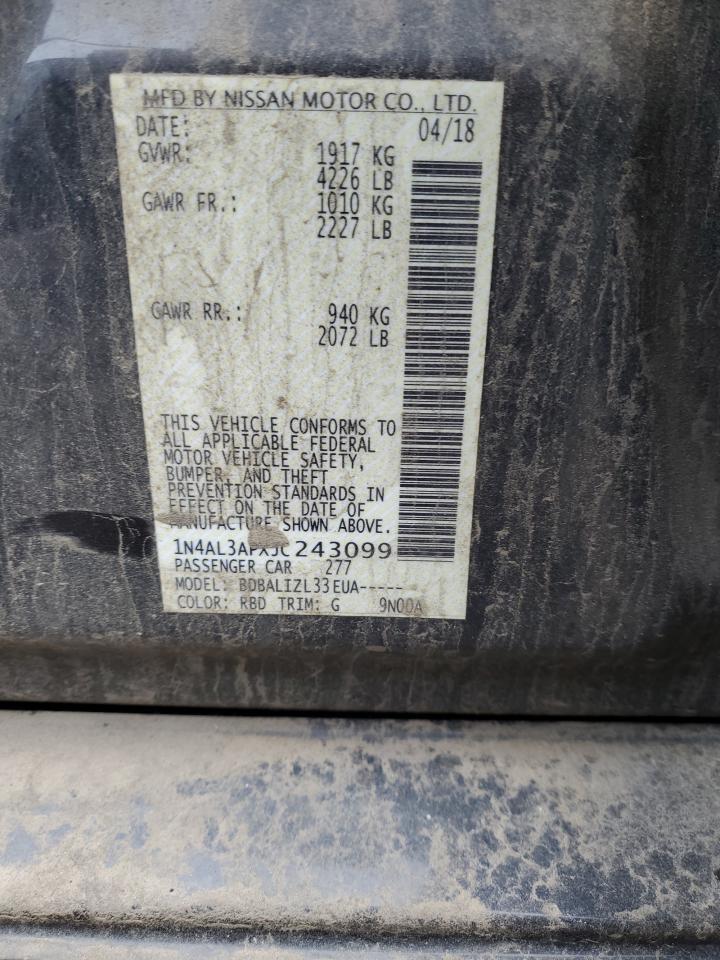 MFD BY NISSAN MOTOR CO., LTD.
DATE: 04/18
GVWR: 1917 KG
4226 LB
GAWR FR.: 1010 KG
2227 LB
GAWR RR.: 940 KG
2072 LB
THIS VEHICLE CONFORMS TO
ALL APPLICABLE FEDERAL
MOTOR VEHICLE SAFETY,
BUMPER, AND THEFT
PREVENTION STANDARDS IN
EFFECT ON THE DATE OF
MANUFACTURE SHOWN ABOVE.
1N4AL3APXJC243099
PASSENGER CAR 277
MODEL: BDBALIZL33EUA-----
COLOR: RBD TRIM: G 9N00A